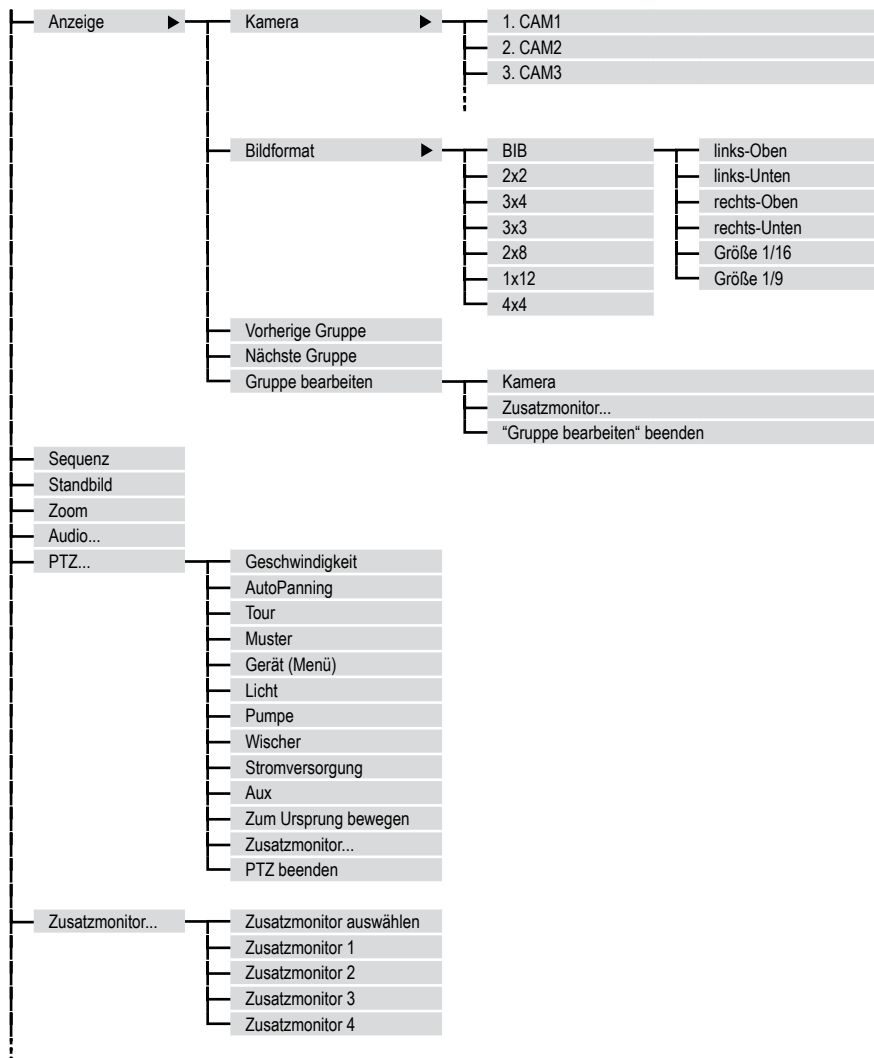 Anzeige
Kamera
1. CAM1
2. CAM2
3. CAM3
Bildformat
BIB
links-Oben
2x2
links-Unten
3x4
rechts-Oben
3x3
rechts-Unten
2x8
Größe 1/16
1x12
Größe 1/9
4x4
Vorherige Gruppe
Nächste Gruppe
Gruppe bearbeiten
Kamera
Zusatzmonitor...
“Gruppe bearbeiten“ beenden
Sequenz
Standbild
Zoom
Audio...
PTZ...
Geschwindigkeit
AutoPanning
Tour
Muster
Gerät (Menü)
Licht
Pumpe
Wischer
Stromversorgung
Aux
Zum Ursprung bewegen
Zusatzmonitor...
PTZ beenden
Zusatzmonitor...
Zusatzmonitor auswählen
Zusatzmonitor 1
Zusatzmonitor 2
Zusatzmonitor 3
Zusatzmonitor 4